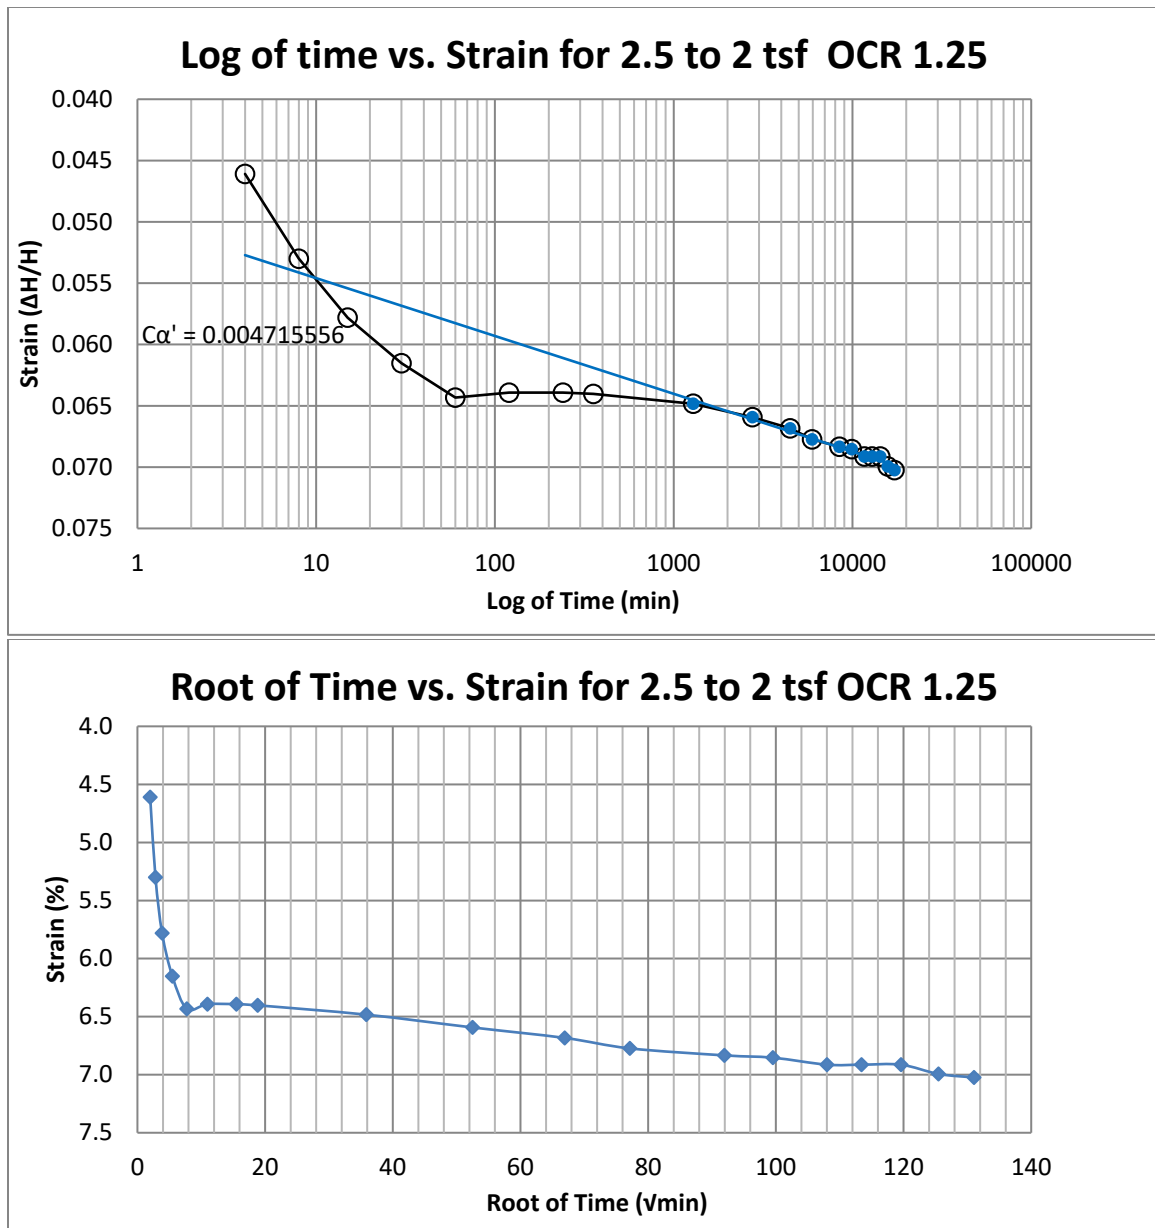 Log of time vs. Strain for 2.5 to 2 tsf  OCR 1.25
0.040
0.045
0.050
0.055
0.060
0.065
0.070
0.075
Strain (ΔH/H)
Cα' = 0.004715556
1 10 100 1000 10000 100000
Log of Time (min)
Root of Time vs. Strain for 2.5 to 2 tsf OCR 1.25
4.0
4.5
5.0
5.5
6.0
6.5
7.0
7.5
Strain (%)
0 20 40 60 80 100 120 140
Root of Time (√min)